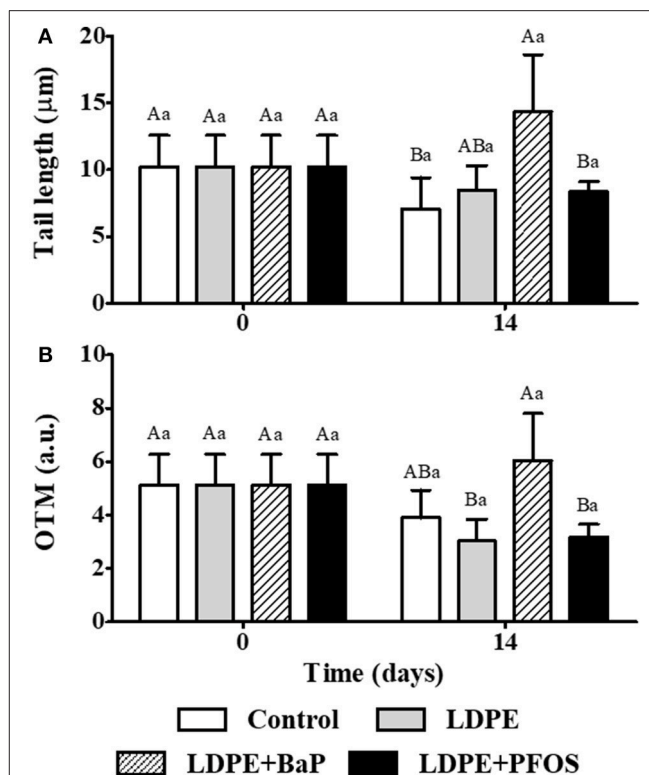 A
20
15
10
5
0
Tail length (µm)
Aa Aa Aa Aa
Ba ABa Aa Ba
0 14
B
10
8
6
4
2
0
OTM (a.u.)
Aa Aa Aa Aa
ABa Ba Aa Ba
0 14
Time (days)
Control LDPE
LDPE+BaP LDPE+PFOS